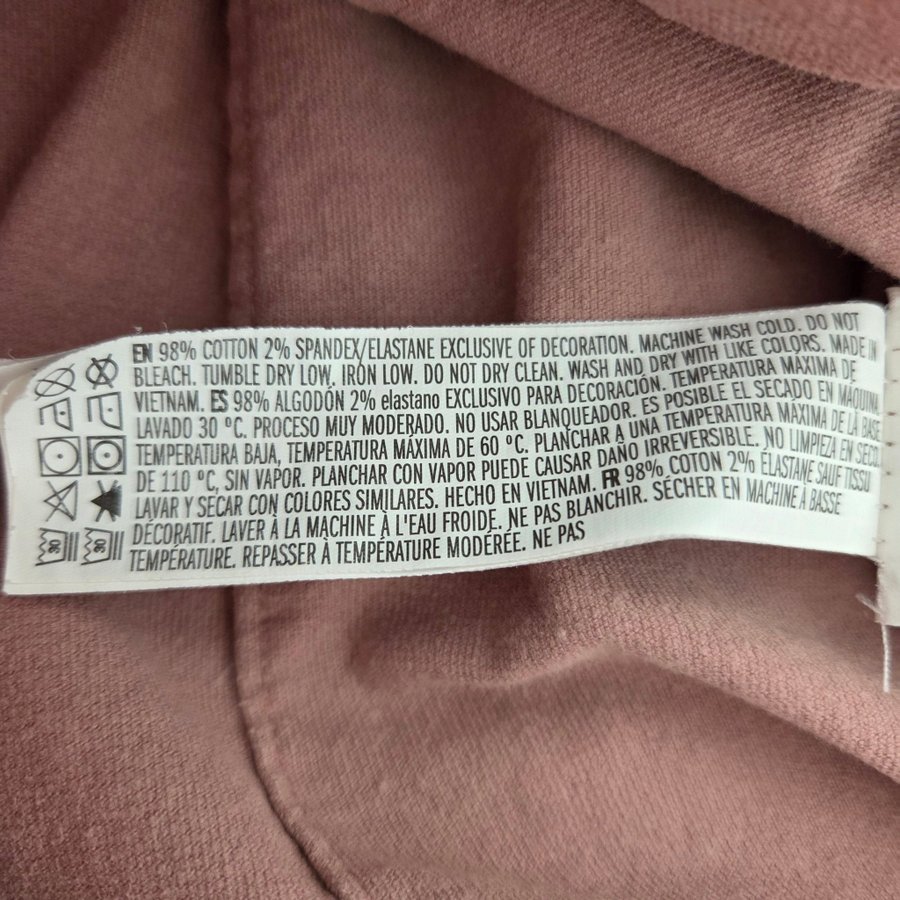 EN 98% COTTON 2% SPANDEX/ELASTANE EXCLUSIVE OF DECORATION. MACHINE WASH COLD. DO NOT
BLEACH. TUMBLE DRY LOW, IRON LOW. DO NOT DRY CLEAN. WASH AND DRY WITH LIKE COLORS. MADE IN
VIETNAM. ES 98% ALGODÓN 2% elastano EXCLUSIVO PARA DECORACIÓN. TEMPERATURA MÁXIMA DE
LAVADO 30 ºC. PROCESO MUY MODERADO. NO USAR BLANQUEADOR. ES POSIBLE EL SECADO EN MÁQUINA
TEMPERATURA BAJA, TEMPERATURA MÁXIMA DE 60 ºC. PLANCHAR A UNA TEMPERATURA MÁXIMA DE LA BASE
DE 110 ºC, SIN VAPOR. PLANCHAR CON VAPOR PUEDE CAUSAR DAÑO IRREVERSIBLE. NO LIMPIEZA EN SECO.
LAVAR Y SECAR CON COLORES SIMILARES. HECHO EN VIETNAM. FR 98% COTON 2% ÉLASTANE SAUF TISSU
DÉCORATIF. LAVER À LA MACHINE À L'EAU FROIDE. NE PAS BLANCHIR. SÉCHER EN MACHINE À BASSE
TEMPÉRATURE. REPASSER À TEMPÉRATURE MODÉRÉE. NE PAS
30
30